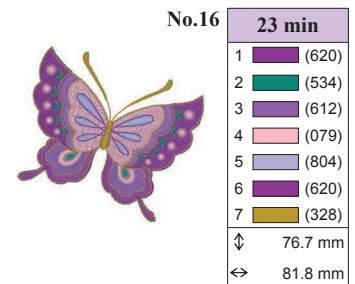 No.16
23 min
1 (620)
2 (534)
3 (612)
4 (079)
5 (804)
6 (620)
7 (328)
76.7 mm
81.8 mm